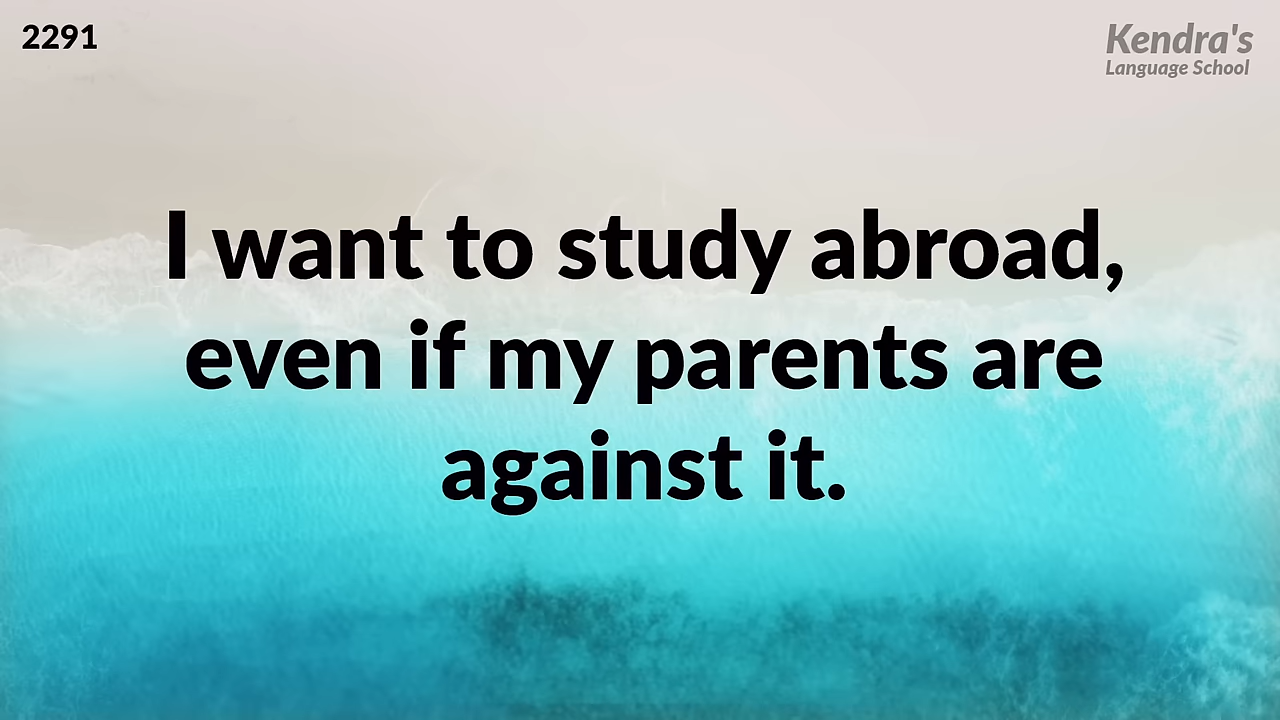 2291
Kendra's
Language School
I want to study abroad,
even if my parents are
against it.